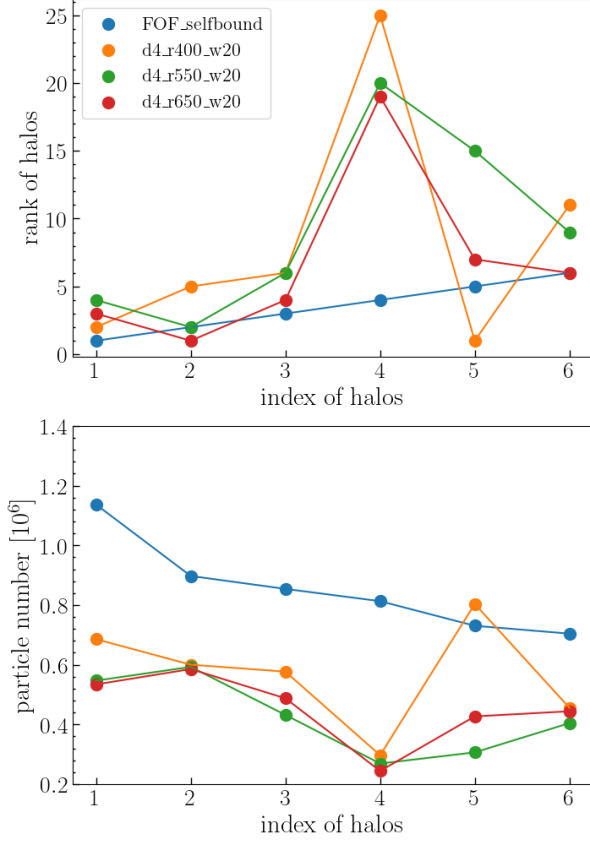 25
20
15
10
5
0
rank of halos
FOF_selfbound
d4_r400_w20
d4_r550_w20
d4_r650_w20
1 2 3 4 5 6
index of halos
1.4
1.2
1.0
0.8
0.6
0.4
0.2
particle number [10⁶]
1 2 3 4 5 6
index of halos